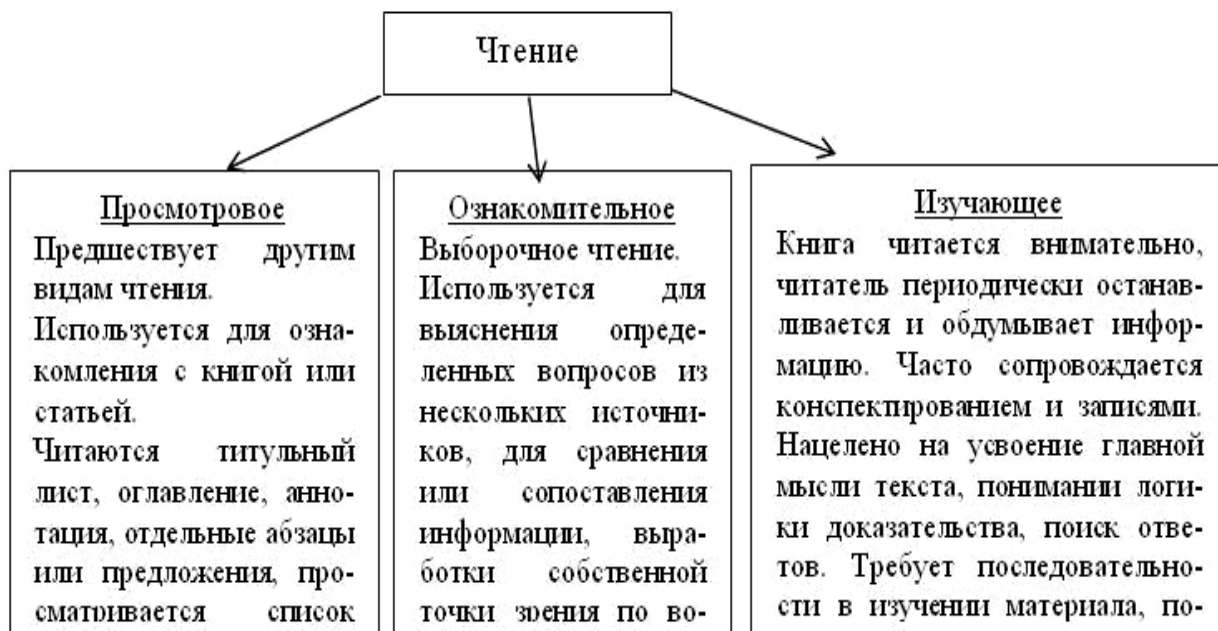 Чтение
Просмотровое
Предшествует другим
видам чтения.
Используется для озна-
комления с книгой или
статьей.
Читаются титульный
лист, оглавление, анно-
тация, отдельные абзацы
или предложения, про-
сматривается список
Ознакомительное
Выборочное чтение.
Используется для
выяснения опреде-
ленных вопросов из
нескольких источни-
ков, для сравнения
или сопоставления
информации, выра-
ботки собственной
точки зрения по во-
Изучающее
Книга читается внимательно,
читатель периодически останав-
ливается и обдумывает инфор-
мацию. Часто сопровождается
конспектированием и записями.
Нацелено на усвоение главной
мысли текста, понимании логи-
ки доказательства, поиск отве-
тов. Требует последовательно-
сти в изучении материала, по-